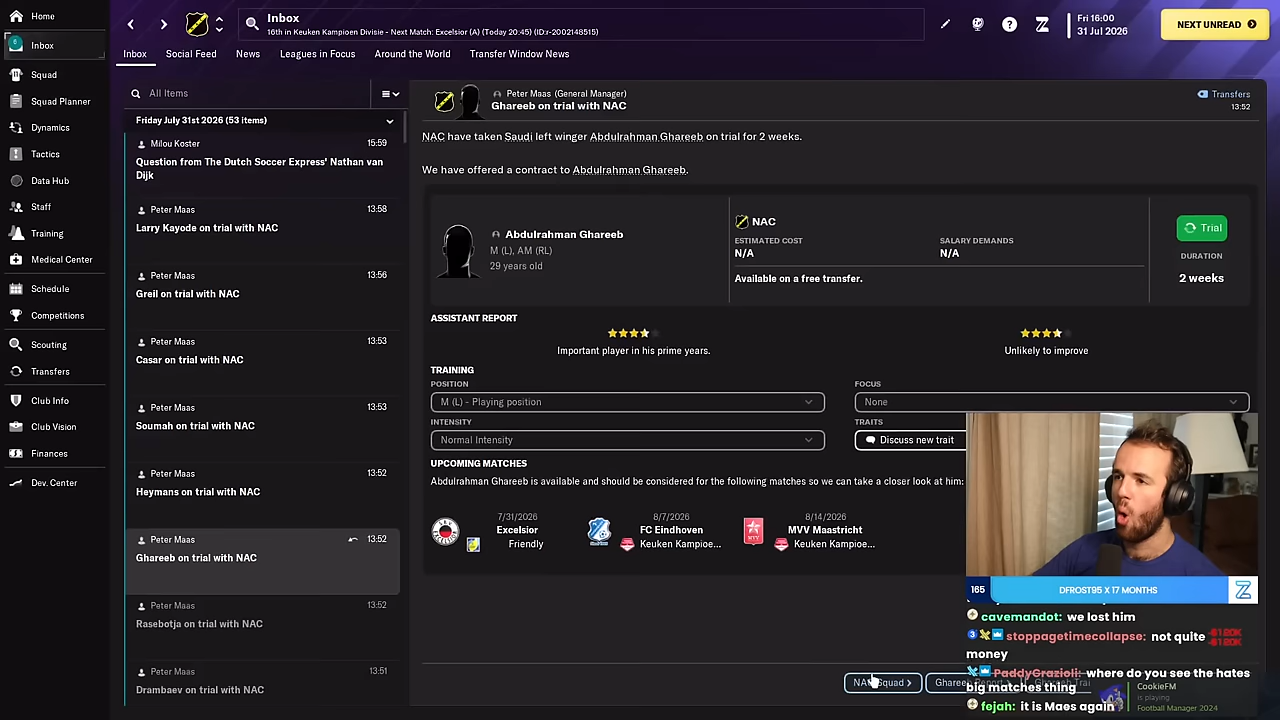 Home
Inbox
6
Squad
Squad Planner
Dynamics
Tactics
Data Hub
Staff
Training
Medical Center
Schedule
Competitions
Scouting
Transfers
Club Info
Club Vision
Finances
Dev. Center
Inbox
16th in Keuken Kampioen Divisie - Next Match: Excelsior (A) (Today 20:45) (ID:r-2002148515)
Fri 16:00
31 Jul 2026
NEXT UNREAD
Inbox
Social Feed
News
Leagues in Focus
Around the World
Transfer Window News
All Items
Friday July 31st 2026 (53 items)
Milou Koster
15:59
Question from The Dutch Soccer Express' Nathan van
Dijk
Peter Maas
13:58
Larry Kayode on trial with NAC
Peter Maas
13:56
Greil on trial with NAC
Peter Maas
13:53
Casar on trial with NAC
Peter Maas
13:53
Soumah on trial with NAC
Peter Maas
13:52
Heymans on trial with NAC
Peter Maas
13:52
Ghareeb on trial with NAC
Peter Maas
13:52
Rasebotja on trial with NAC
Peter Maas
13:51
Drambaev on trial with NAC
Peter Maas (General Manager)
Ghareeb on trial with NAC
Transfers
13:52
NAC have taken Saudi left winger Abdulrahman Ghareeb on trial for 2 weeks.
We have offered a contract to Abdulrahman Ghareeb.
Abdulrahman Ghareeb
M (L), AM (RL)
29 years old
NAC
ESTIMATED COST
N/A
SALARY DEMANDS
N/A
Available on a free transfer.
Trial
DURATION
2 weeks
ASSISTANT REPORT
Important player in his prime years.
Unlikely to improve
TRAINING
POSITION
M (L) - Playing position
FOCUS
None
INTENSITY
Normal Intensity
TRAITS
Discuss new trait
UPCOMING MATCHES
Abdulrahman Ghareeb is available and should be considered for the following matches so we can take a closer look at him:
7/31/2026
Excelsior
Friendly
8/7/2026
FC Eindhoven
Keuken Kampioe...
8/14/2026
MVV Maastricht
Keuken Kampioe...
Squad
165
DFROST95 X 17 MONTHS
cavemandot: we lost him
stoppagetimecollapse: not quite
money
PaddyGrazioli: where do you see the hates
big matches thing
fejah: it is Maes again
CookieFM
is playing
Football Manager 2024